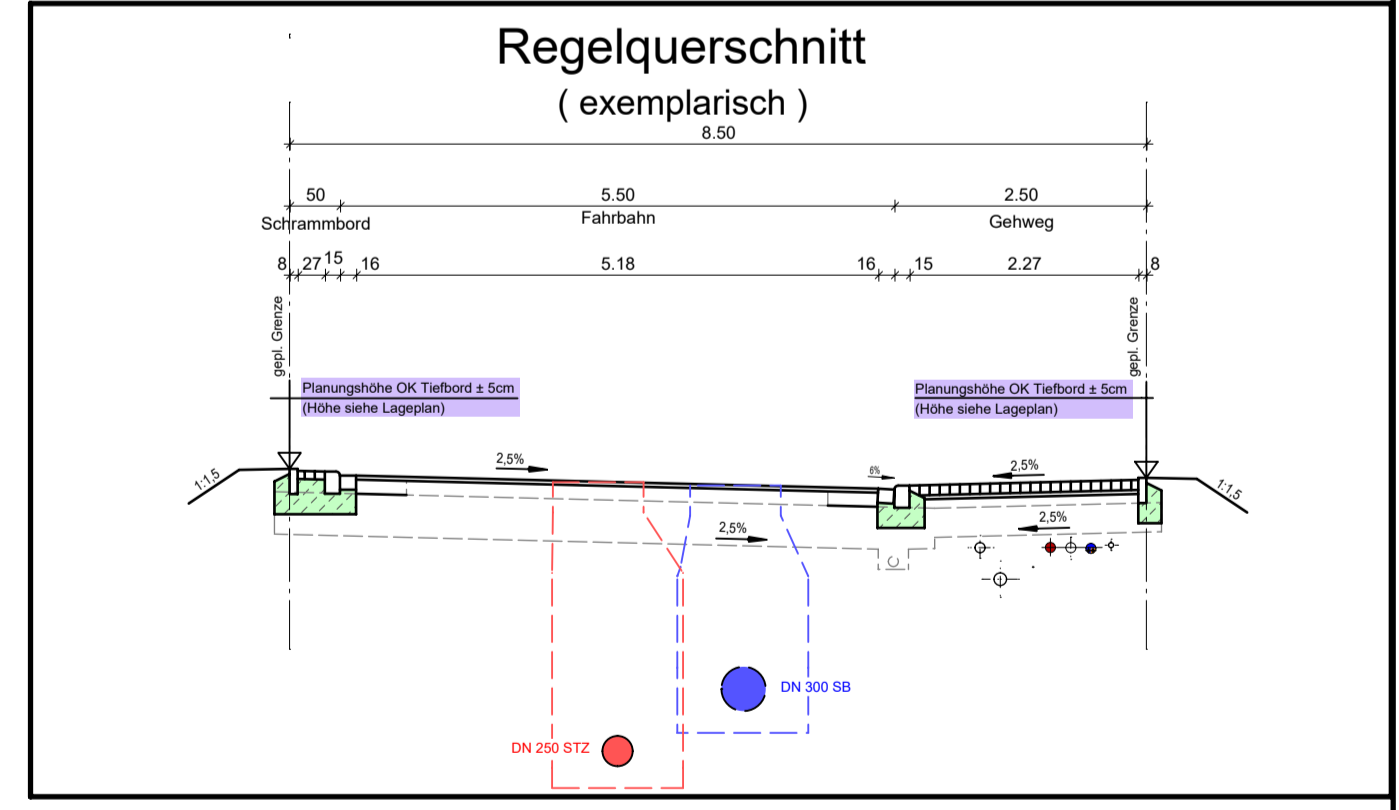 Regelquerschnitt
( exemplarisch )
8.50
50 5.50 2.50
Schrammbord Fahrbahn Gehweg
8 27 15 16 5.18 16 15 2.27 8
gepl. Grenze
gepl. Grenze
Planungshöhe OK Tiefbord ± 5cm
(Höhe siehe Lageplan)
Planungshöhe OK Tiefbord ± 5cm
(Höhe siehe Lageplan)
1:1,5
2,5%
6%
2,5%
1:1,5
2,5%
2,5%
DN 300 SB
DN 250 STZ